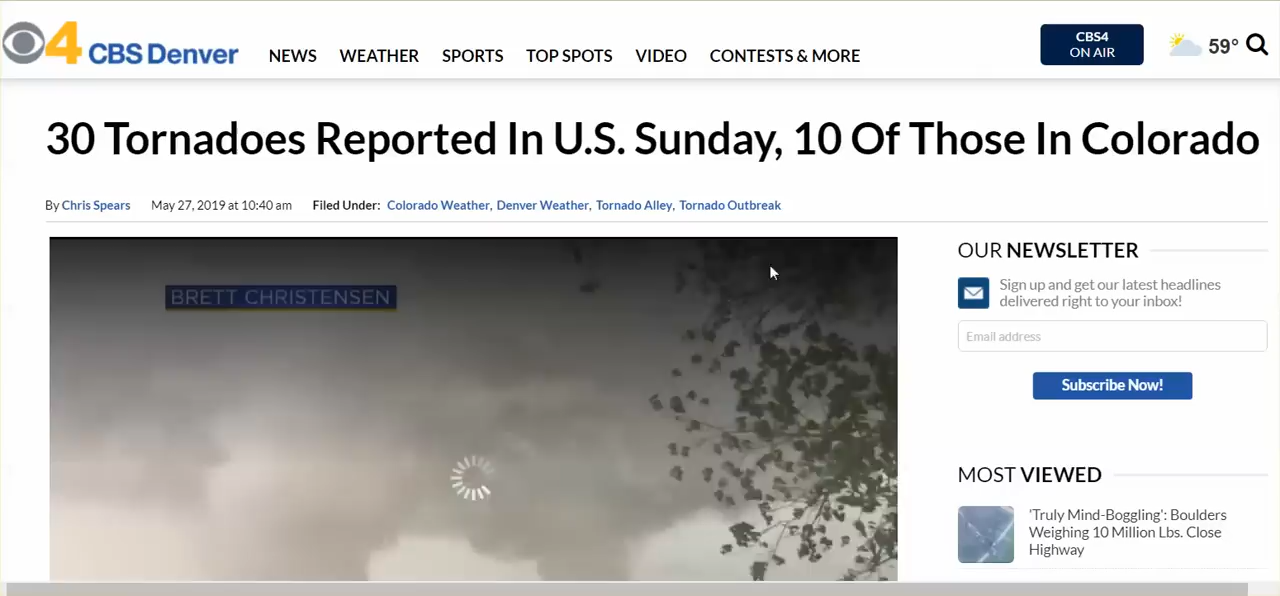 4 CBS Denver
NEWS WEATHER SPORTS TOP SPOTS VIDEO CONTESTS & MORE
CBS4
ON AIR
59°
30 Tornadoes Reported In U.S. Sunday, 10 Of Those In Colorado
By Chris Spears May 27, 2019 at 10:40 am Filed Under: Colorado Weather, Denver Weather, Tornado Alley, Tornado Outbreak
BRETT CHRISTENSEN
OUR NEWSLETTER
Sign up and get our latest headlines
delivered right to your inbox!
Email address
Subscribe Now!
MOST VIEWED
'Truly Mind-Boggling': Boulders
Weighing 10 Million Lbs. Close
Highway